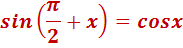 sin(π/2 + x) = cosx